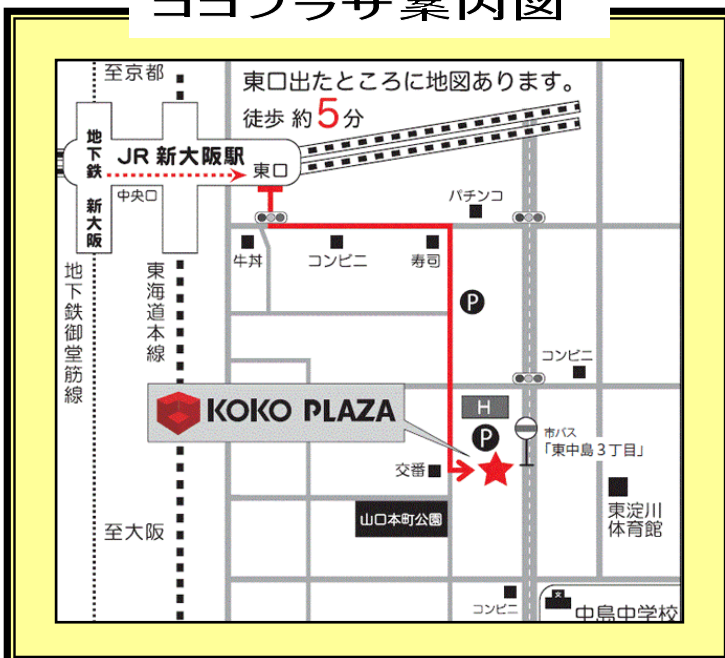 ココプラザ案内図
至京都
東口出たところに地図あります。
徒歩 約5分
地下鉄 新大阪
JR 新大阪駅
東口
中央口
パチンコ
牛丼
コンビニ
寿司
地下鉄御堂筋線
東海道本線
P
コンビニ
KOKO PLAZA
H
P
市バス
「東中島3丁目」
交番
山口本町公園
東淀川
体育館
至大阪
コンビニ
文
中島中学校